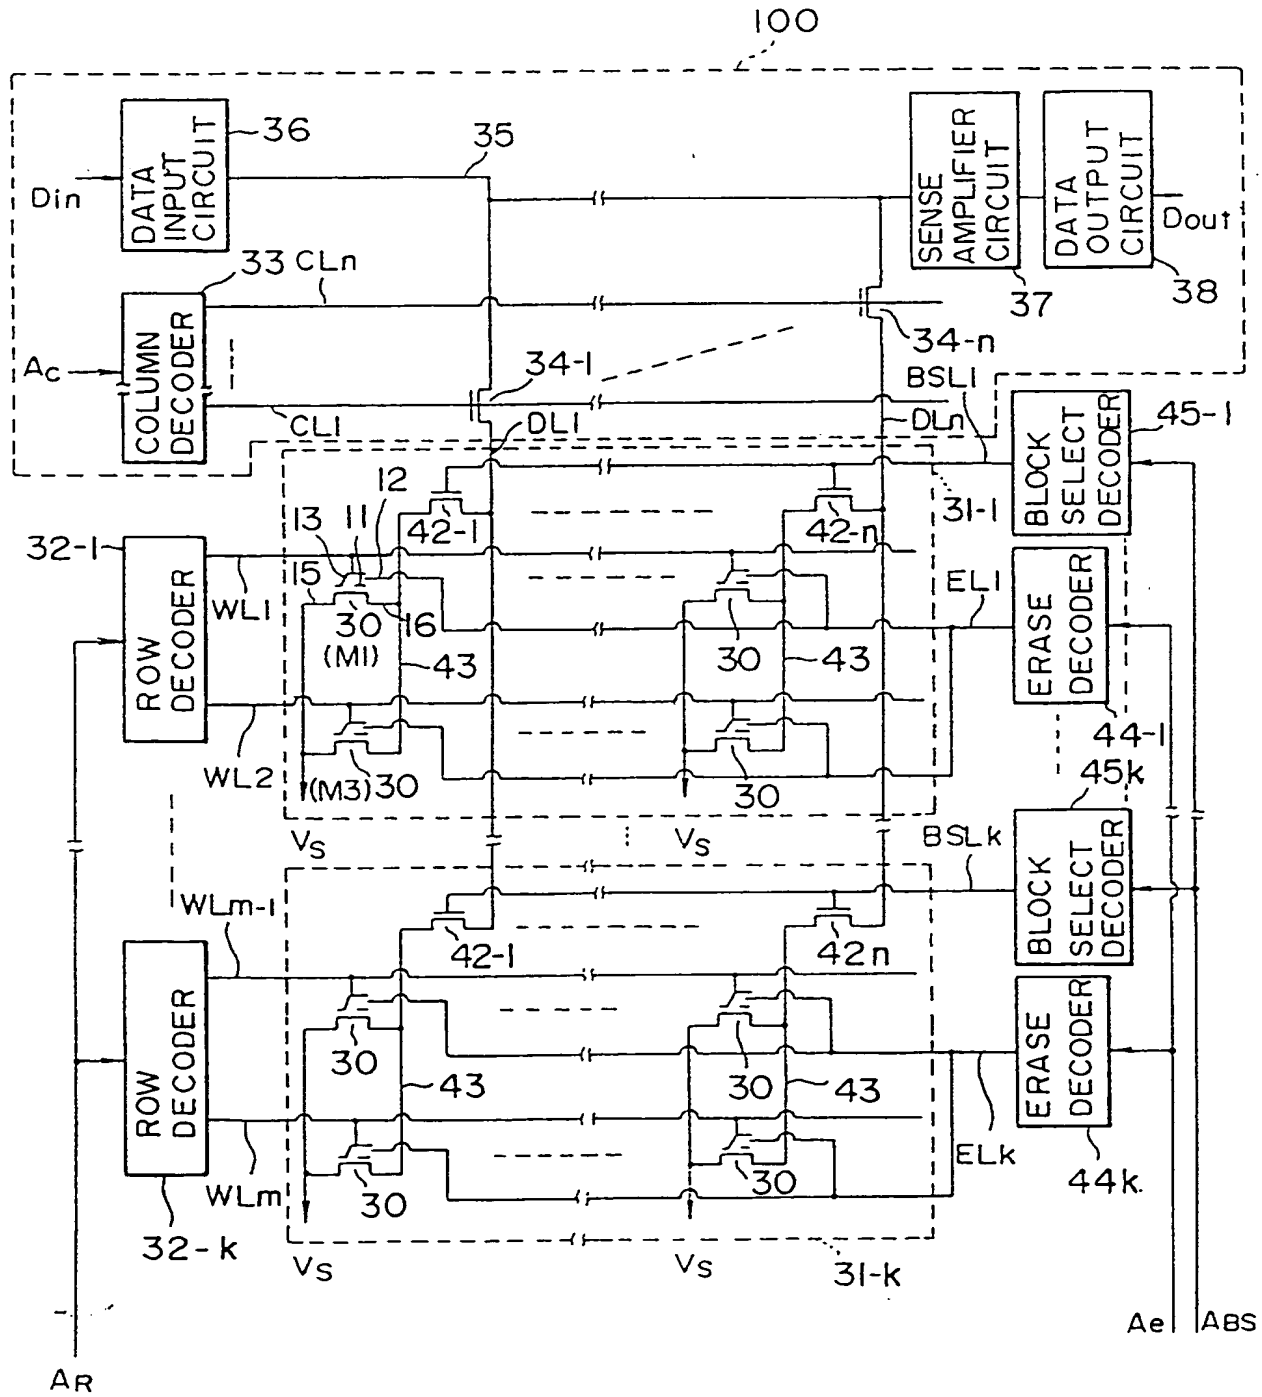 100
DATA INPUT CIRCUIT
36
35
SENSE AMPLIFIER CIRCUIT
DATA OUTPUT CIRCUIT
Din
Dout
33
CLn
37
38
COLUMN DECODER
AC
34-1
34-n
BSL1
CL1
DL1
DLn
45-1
BLOCK SELECT DECODER
12
11
13
42-1
42-n
31-1
32-1
ROW DECODER
15
WL1
30
16
(M1)
43
30
43
EL1
ERASE DECODER
44-1
WL2
(M3)
30
30
45k
VS
VS
BSLk
BLOCK SELECT DECODER
WLm-1
42-1
42n
ROW DECODER
30
43
30
43
ERASE DECODER
ELk
44k.
WLm
30
30
32-k
VS
VS
31-k
Ae
ABS
AR